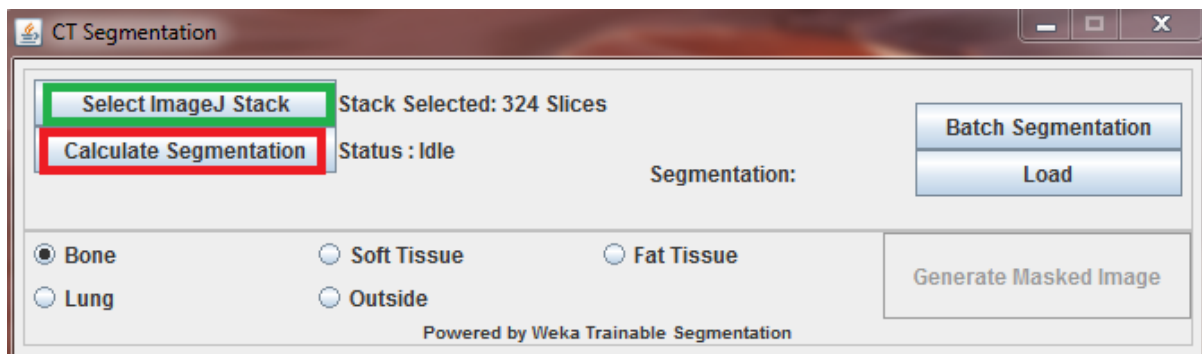 CT Segmentation
Select ImageJ Stack
Stack Selected: 324 Slices
Calculate Segmentation
Status : Idle
Segmentation:
Batch Segmentation
Load
Bone
Soft Tissue
Fat Tissue
Lung
Outside
Generate Masked Image
Powered by Weka Trainable Segmentation